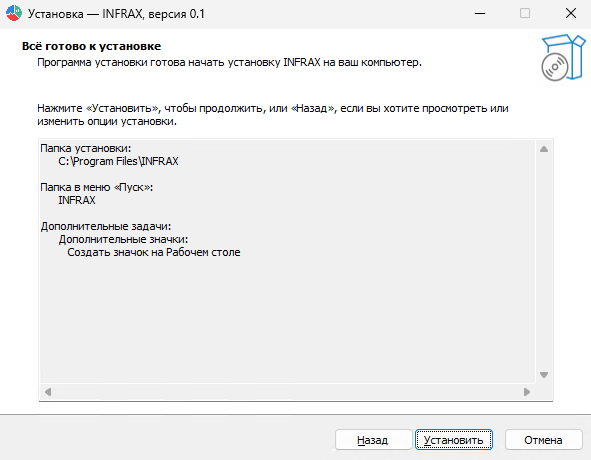 Установка — INFRAX, версия 0.1
Всё готово к установке
Программа установки готова начать установку INFRAX на ваш компьютер.
Нажмите «Установить», чтобы продолжить, или «Назад», если вы хотите просмотреть или
изменить опции установки.
Папка установки:
C:\Program Files\INFRAX
Папка в меню «Пуск»:
INFRAX
Дополнительные задачи:
Дополнительные значки:
Создать значок на Рабочем столе
Назад
Установить
Отмена